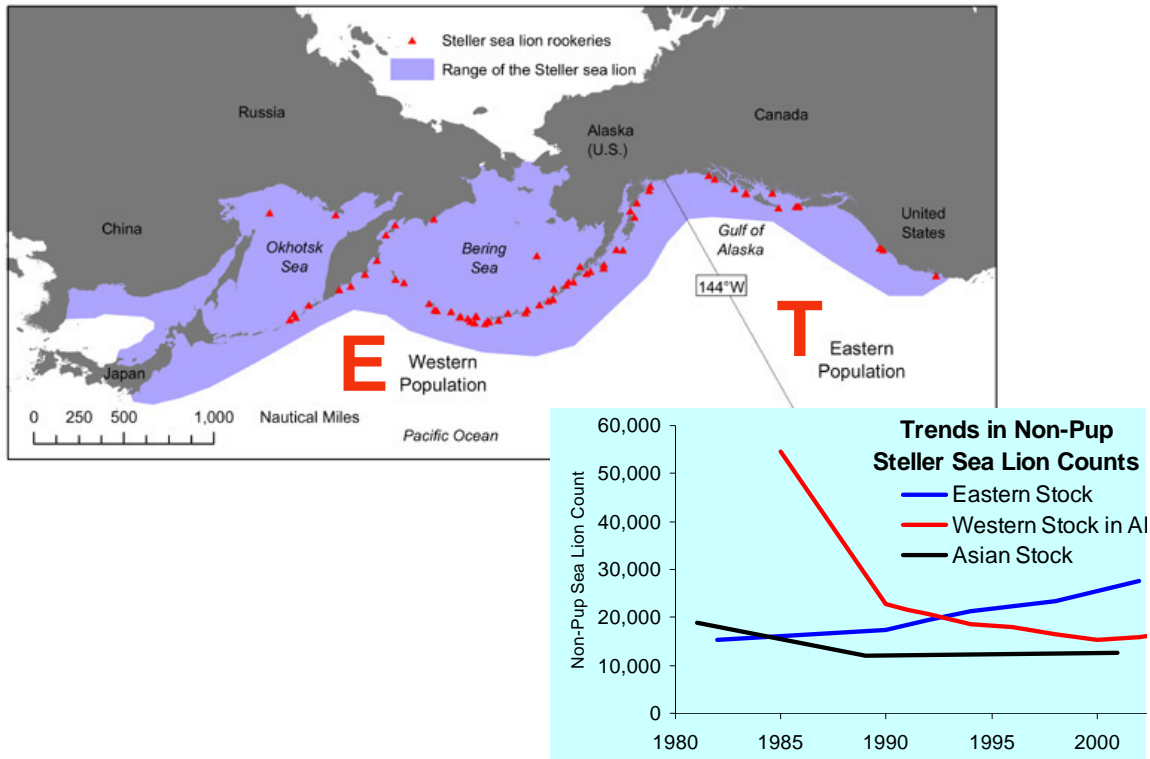 Steller sea lion rookeries
Range of the Steller sea lion
Russia
Canada
Alaska
(U.S.)
China
Okhotsk
Sea
Bering
Sea
Gulf of
Alaska
United
States
144°W
E
T
Western
Population
Eastern
Population
Japan
0 250 500 1,000 Nautical Miles
Pacific Ocean
Trends in Non-Pup
Steller Sea Lion Counts
Eastern Stock
Western Stock in Al
Asian Stock
Non-Pup Sea Lion Count
60,000
50,000
40,000
30,000
20,000
10,000
0
1980 1985 1990 1995 2000